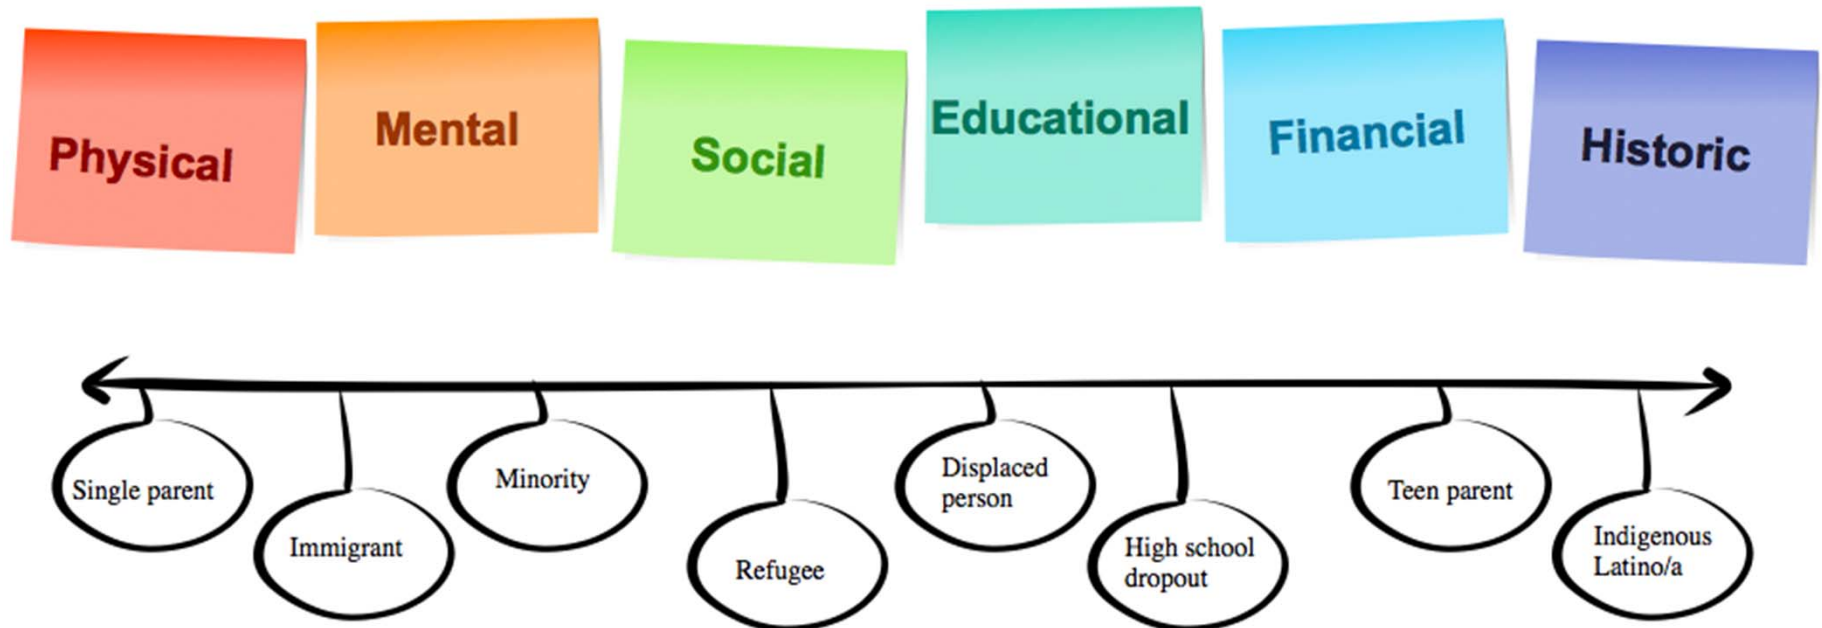 Physical
Mental
Social
Educational
Financial
Historic
Single parent
Immigrant
Minority
Refugee
Displaced
person
High school
dropout
Teen parent
Indigenous
Latino/a